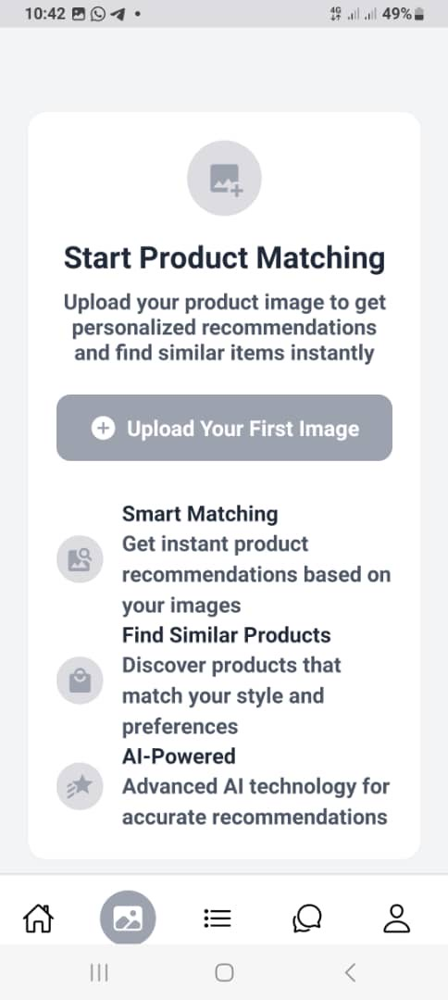 10:42
4G 49%
Start Product Matching
Upload your product image to get
personalized recommendations
and find similar items instantly
Upload Your First Image
Smart Matching
Get instant product
recommendations based on
your images
Find Similar Products
Discover products that
match your style and
preferences
AI-Powered
Advanced AI technology for
accurate recommendations